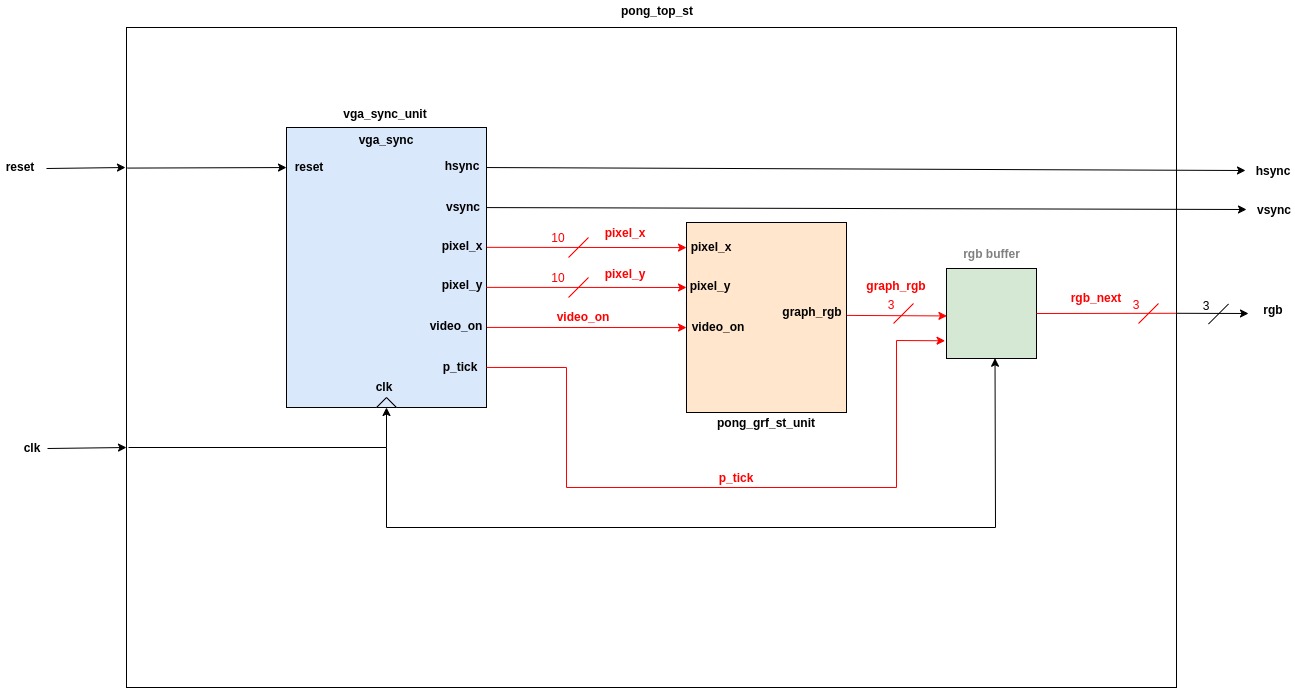 pong_top_st
vga_sync_unit
vga_sync
reset
reset
hsync
hsync
vsync
vsync
pixel_x
10
pixel_x
pixel_x
pixel_y
10
pixel_y
pixel_y
video_on
video_on
video_on
graph_rgb
graph_rgb
3
rgb buffer
rgb_next
3
3
rgb
p_tick
clk
pong_grf_st_unit
clk
p_tick